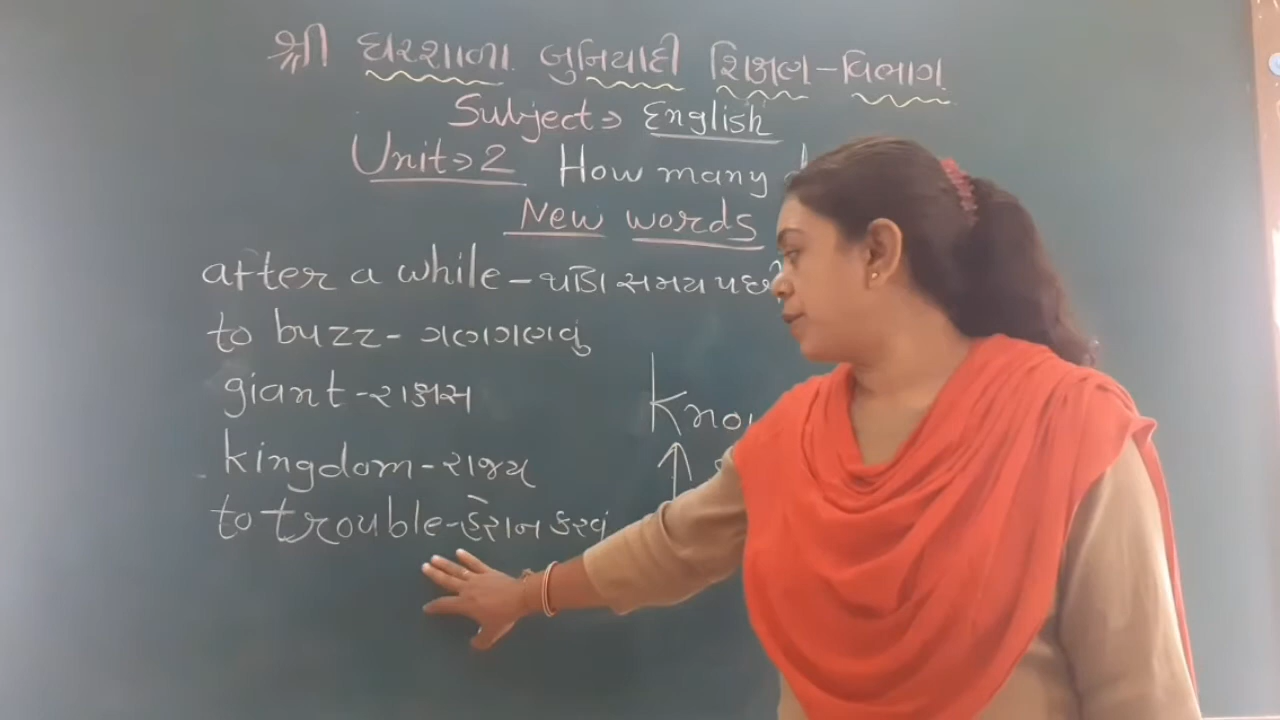 શ્રી ધારશાના બુનિયાદી શિક્ષણ-વિભાગ
Subject⇒ English
Unit⇒2 How many
New words
after a while - થોડા સમય પછી
to buzz - ગણગણવું
giant - રાક્ષસ
kingdom - રાજ્ય
to trouble - હેરાન કરવું